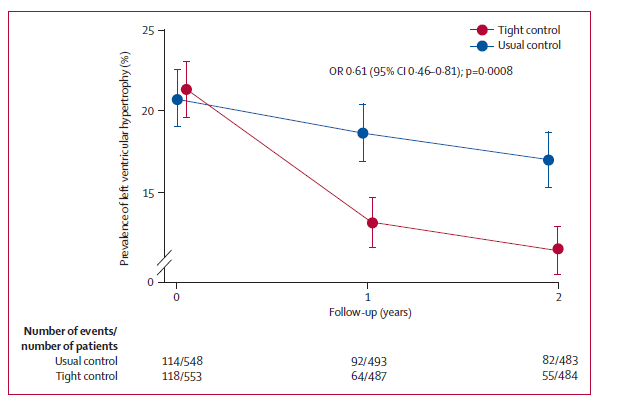 25
20
15
0
Prevalence of left ventricular hypertrophy (%)
Tight control
Usual control
OR 0·61 (95% CI 0·46–0·81); p=0·0008
0 1 2
Follow-up (years)
Number of events/
number of patients
Usual control 114/548 92/493 82/483
Tight control 118/553 64/487 55/484